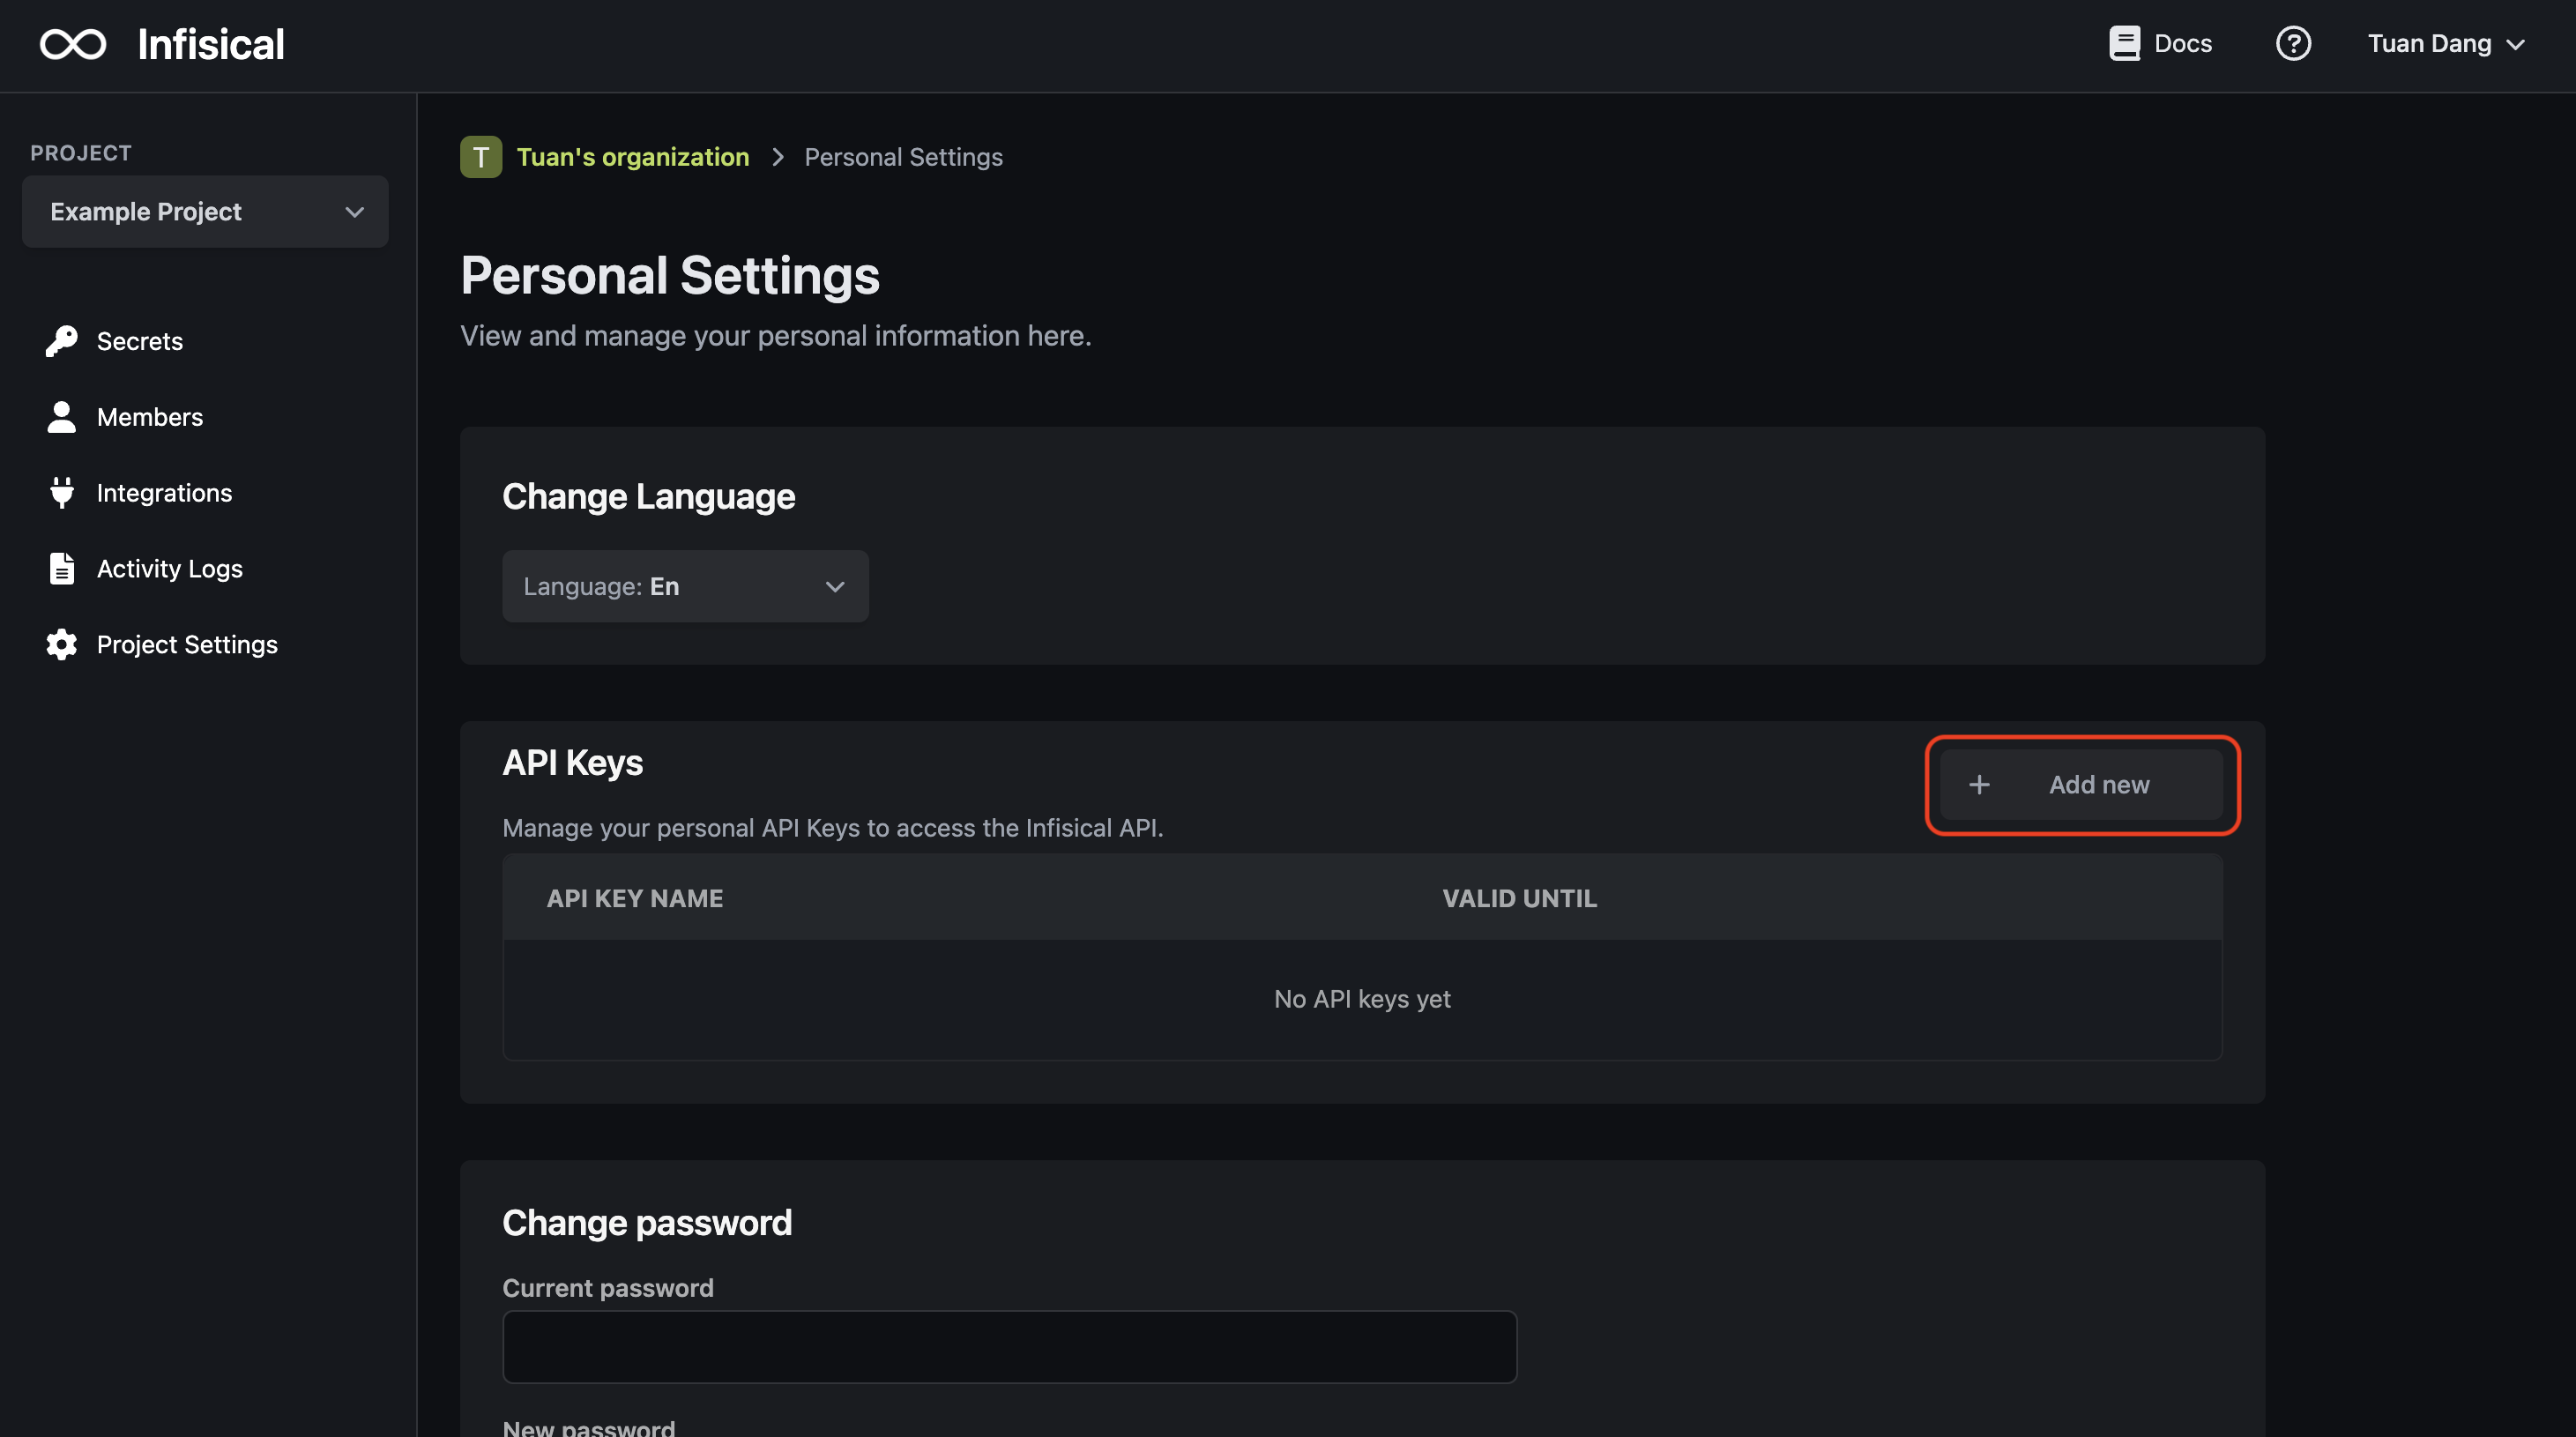 Infisical
Docs
Tuan Dang
PROJECT
Example Project
Secrets
Members
Integrations
Activity Logs
Project Settings
T Tuan's organization > Personal Settings
Personal Settings
View and manage your personal information here.
Change Language
Language: En
API Keys
+ Add new
Manage your personal API Keys to access the Infisical API.
API KEY NAME VALID UNTIL
No API keys yet
Change password
Current password
New password